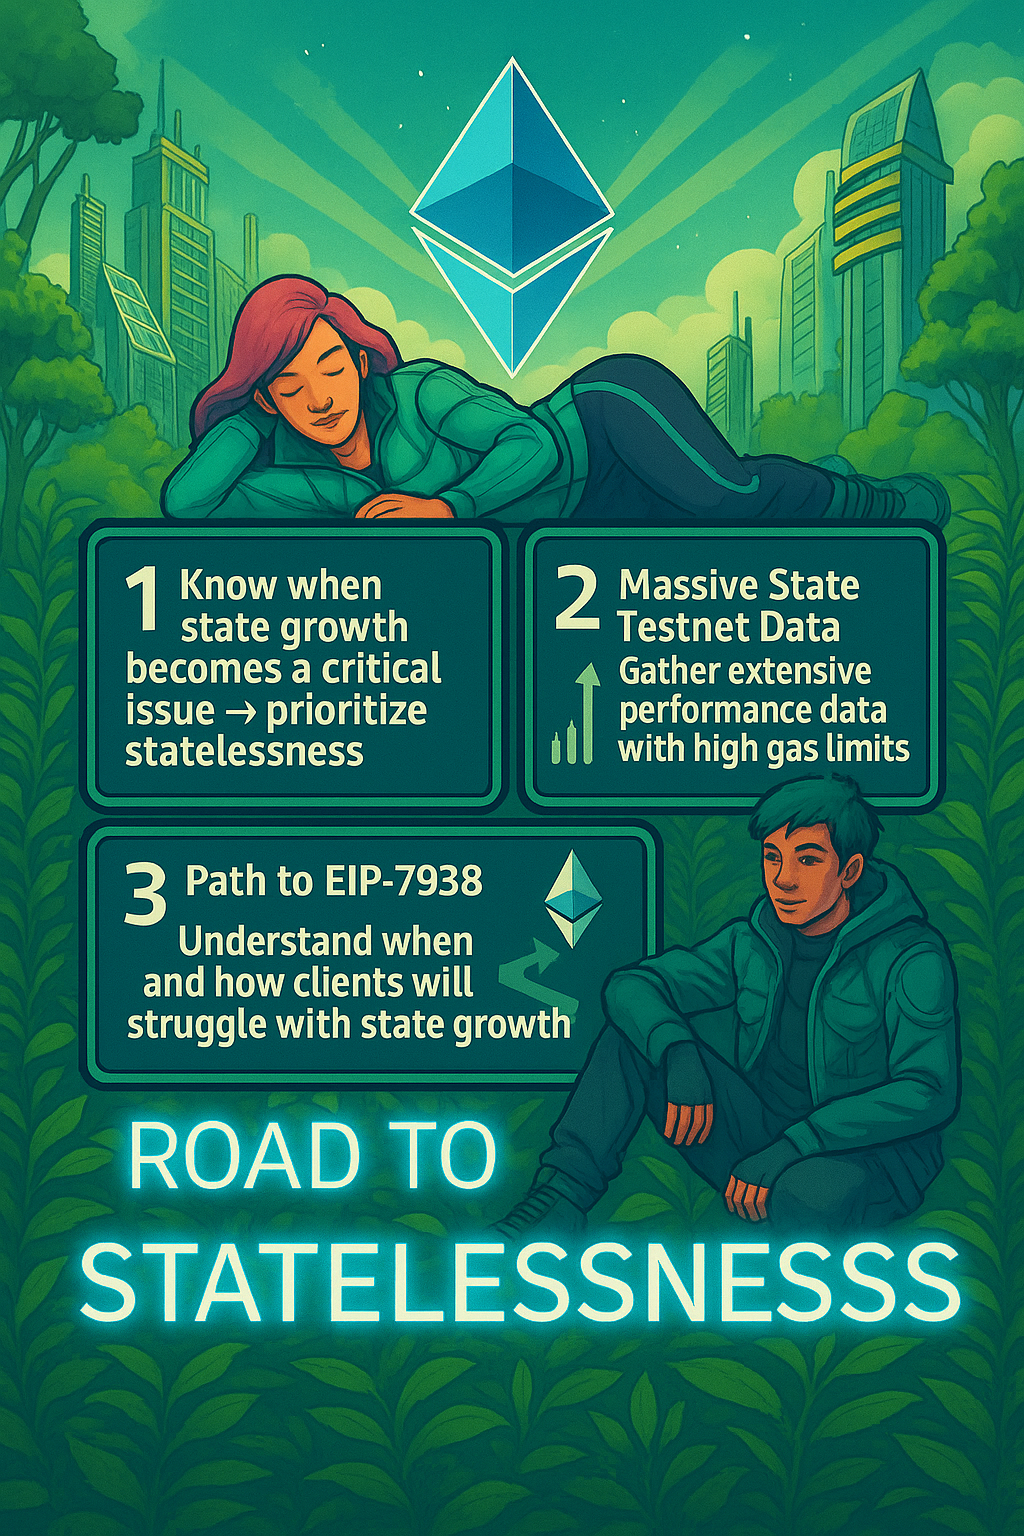 1 Know when
state growth
becomes a critical
issue → prioritize
statelessness
2 Massive State
Testnet Data
Gather extensive
performance data
with high gas limits
3 Path to EIP-7938
Understand when
and how clients will
struggle with state growth
ROAD TO
STATELESSNESSS